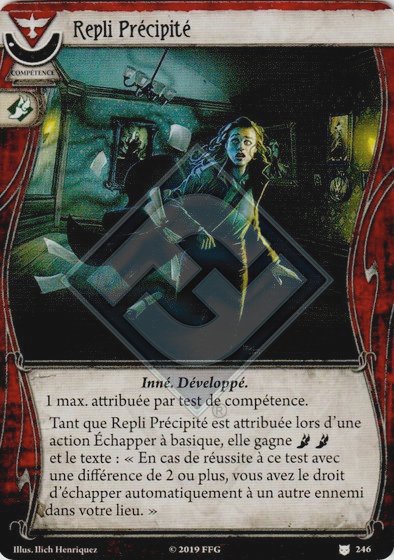 Repli Précipité
COMPÉTENCE
Inné. Développé.
1 max. attribuée par test de compétence.
Tant que Repli Précipité est attribuée lors d'une
action Échapper à basique, elle gagne
et le texte : « En cas de réussite à ce test avec
une différence de 2 ou plus, vous avez le droit
d'échapper automatiquement à un autre ennemi
dans votre lieu. »
Illus. Ilich Henriquez
© 2019 FFG
246